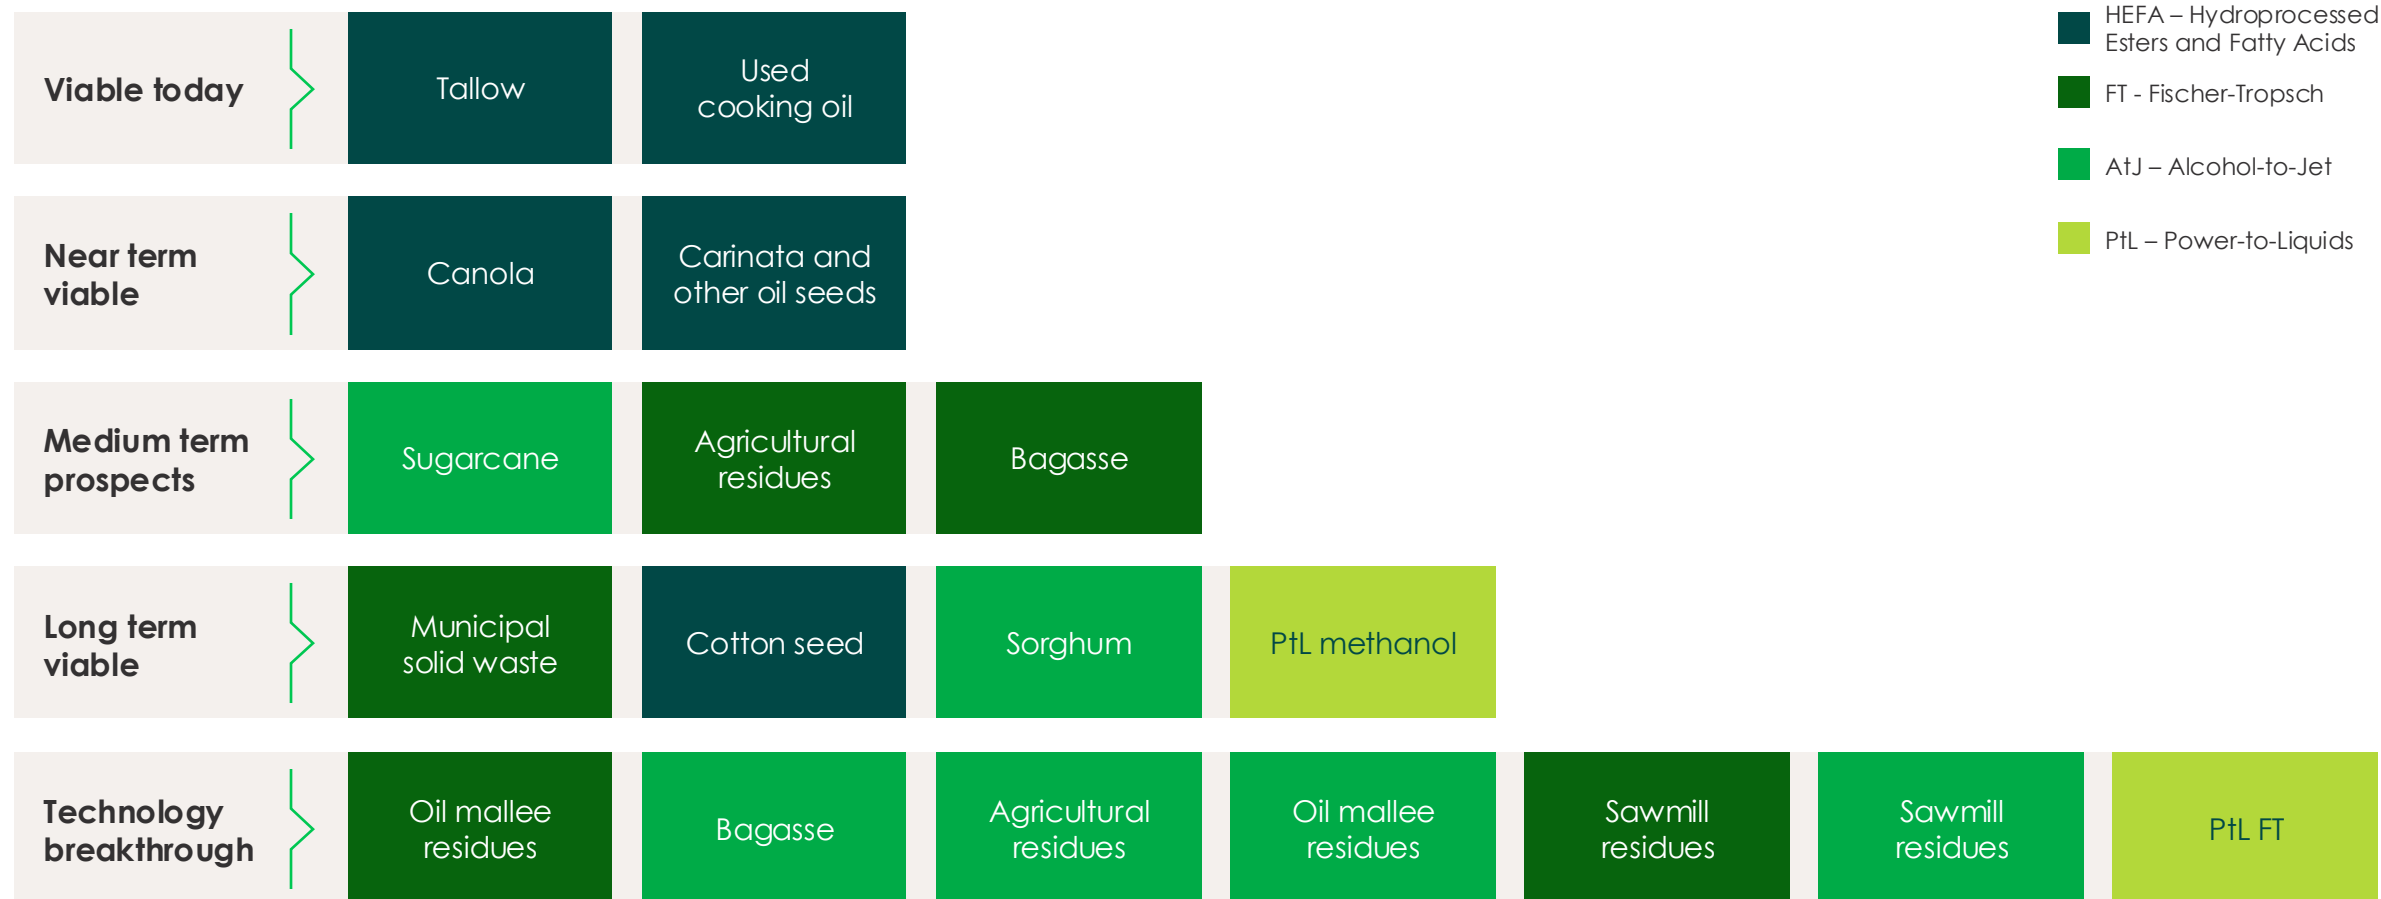 HEFA – Hydroprocessed
Esters and Fatty Acids
FT - Fischer-Tropsch
AtJ – Alcohol-to-Jet
PtL – Power-to-Liquids
Viable today
Tallow
Used
cooking oil
Near term
viable
Canola
Carinata and
other oil seeds
Medium term
prospects
Sugarcane
Agricultural
residues
Bagasse
Long term
viable
Municipal
solid waste
Cotton seed
Sorghum
PtL methanol
Technology
breakthrough
Oil mallee
residues
Bagasse
Agricultural
residues
Oil mallee
residues
Sawmill
residues
Sawmill
residues
PtL FT